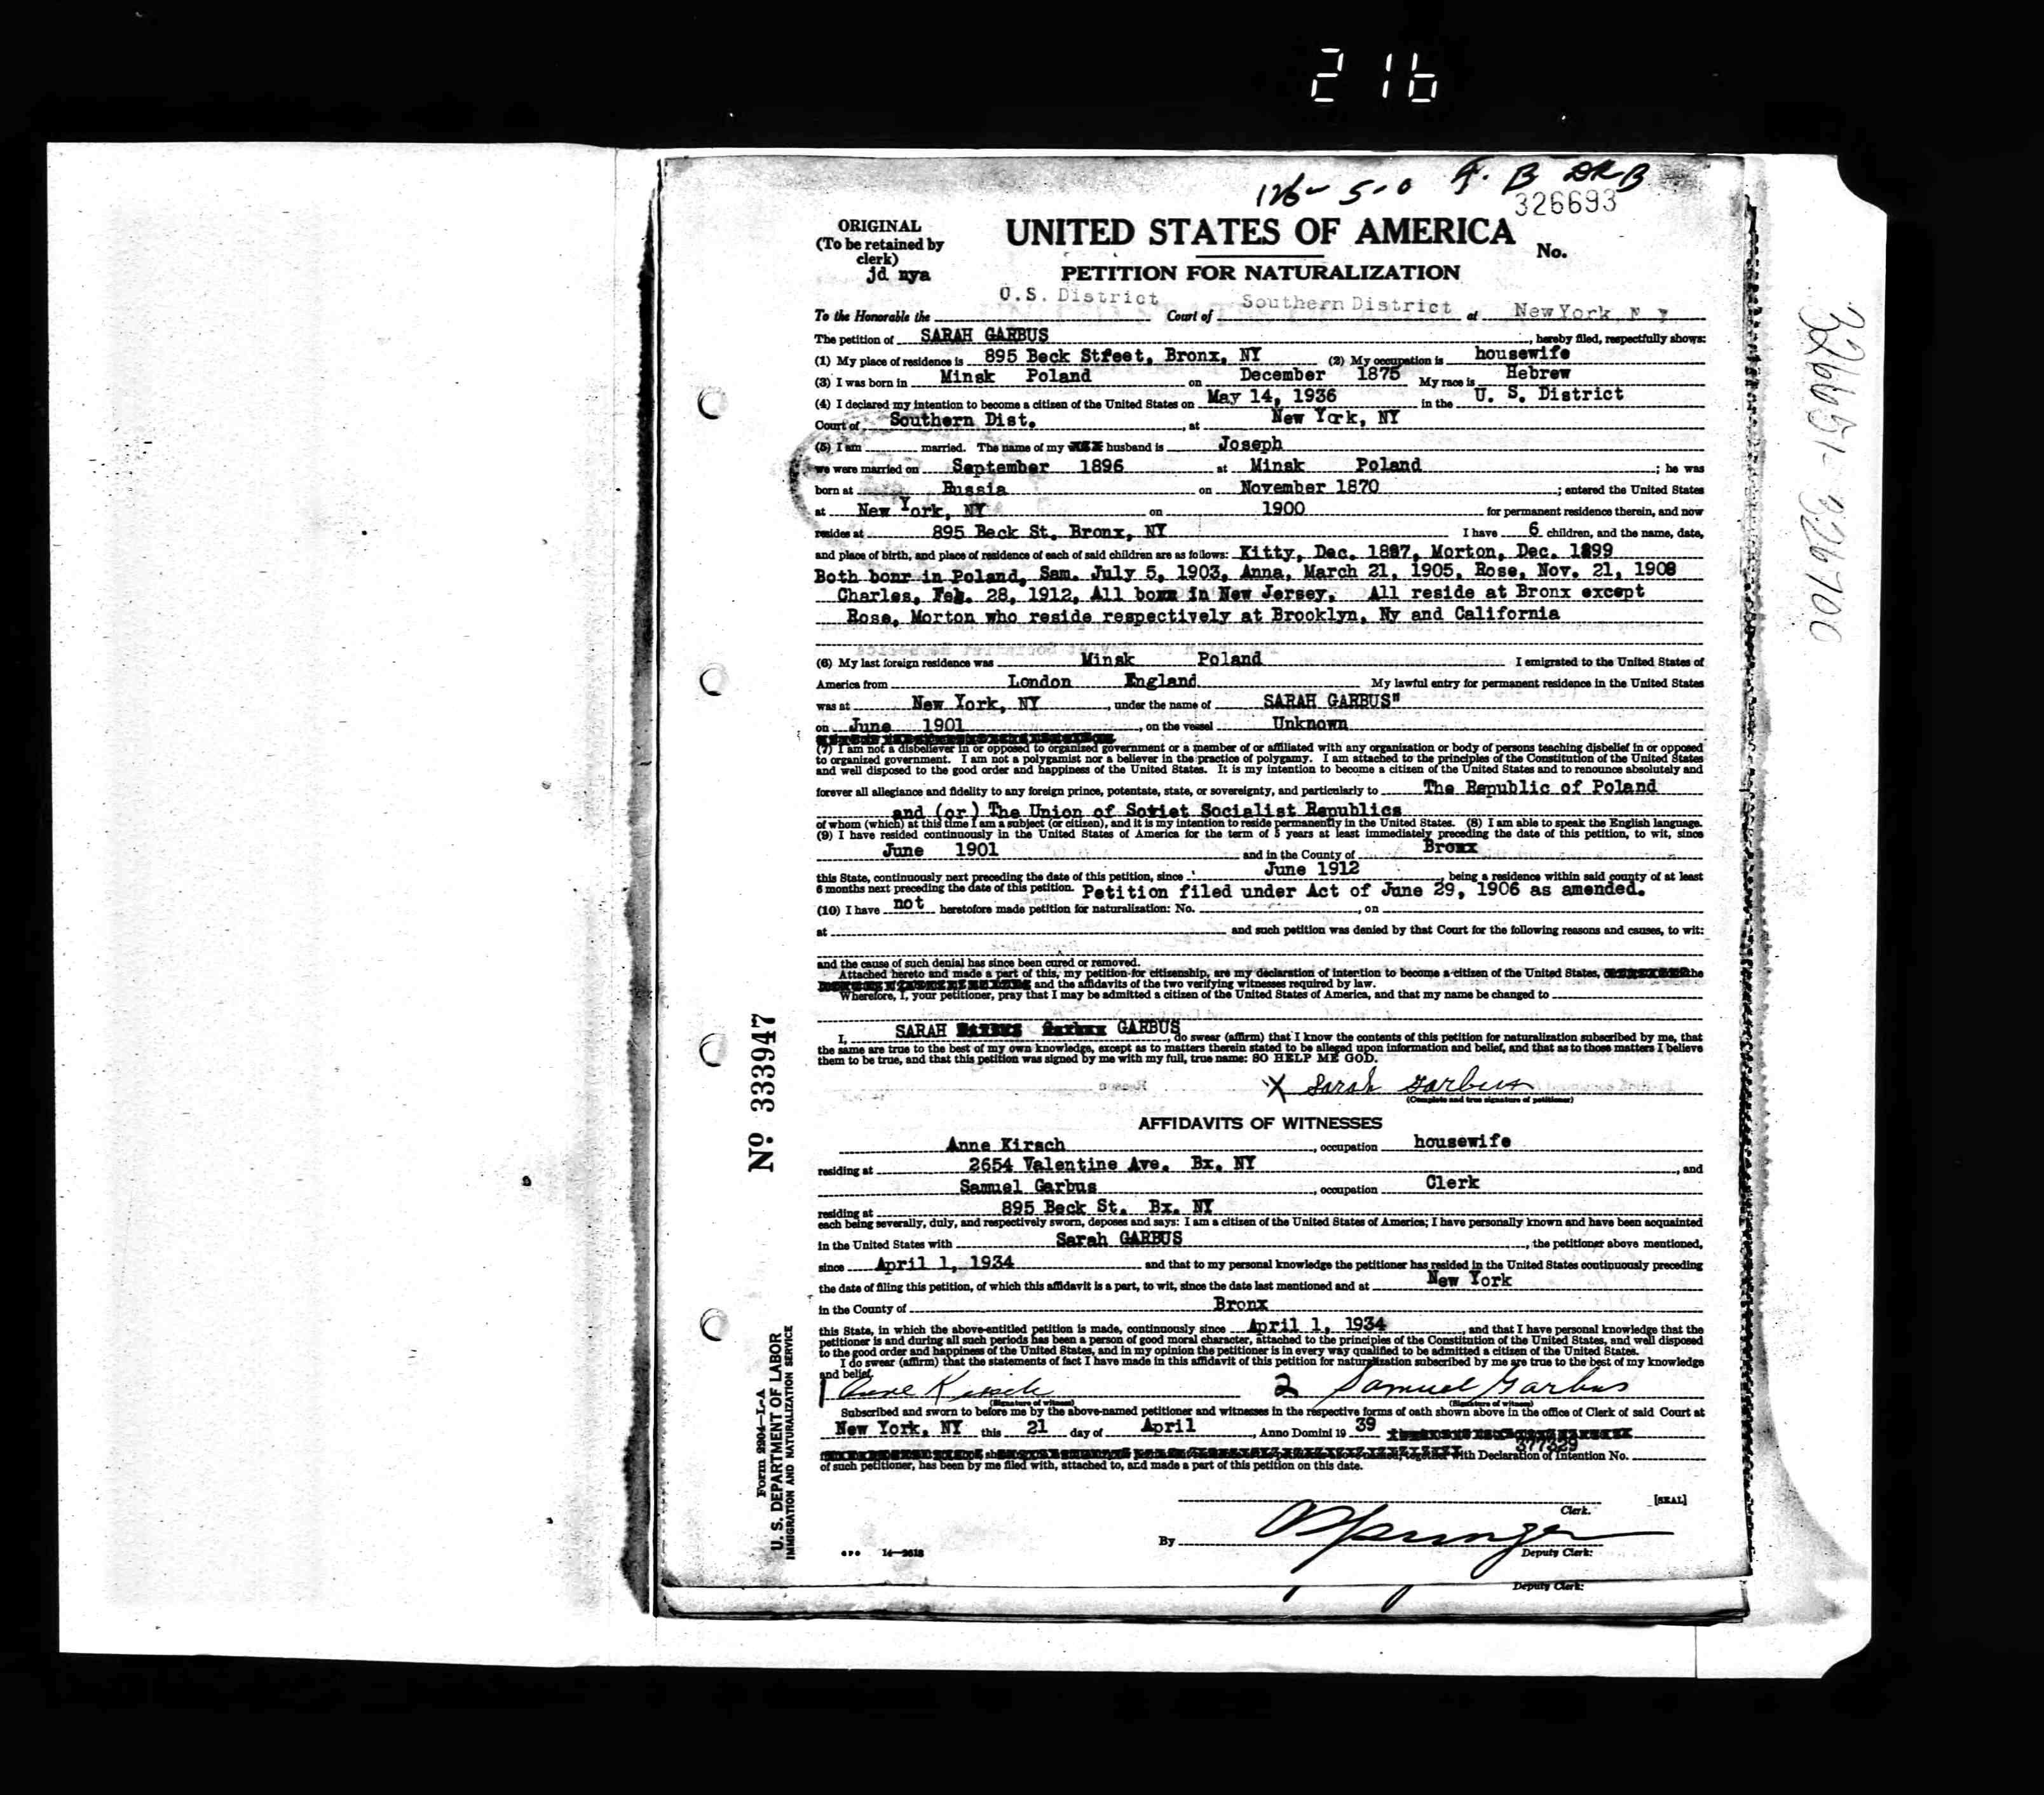 216
126- 5-0 F. B DRB
326693
ORIGINAL
(To be retained by
clerk)
jd nya
UNITED STATES OF AMERICA
No.
PETITION FOR NATURALIZATION
To the Honorable the U.S. District Court of Southern District at New York N Y
The petition of SARAH GARBUS, hereby filed, respectfully shows:
(1) My place of residence is 895 Beck Street, Bronx, NY (2) My occupation is housewife
(3) I was born in Minsk Poland on December 1875 My race is Hebrew
(4) I declared my intention to become a citizen of the United States on May 14, 1936 in the U. S. District
Court of Southern Dist., at New York, NY
(5) I am married. The name of my husband is Joseph
we were married on September 1896 at Minsk Poland ; he was
born at Russia on November 1870 ; entered the United States
at New York, NY on 1900 for permanent residence therein, and now
resides at 895 Beck St. Bronx, NY I have 6 children, and the name, date,
and place of birth, and place of residence of each of said children are as follows: Kitty, Dec. 1897, Morton, Dec. 1899
Both bonr in Poland, Sam. July 5, 1903, Anna, March 21, 1905, Rose, Nov. 21, 1908
Charles, Feb. 28, 1912, All born in New Jersey. All reside at Bronx except
Rose, Morton who reside respectively at Brooklyn, Ny and California
(6) My last foreign residence was Minsk Poland I emigrated to the United States of
America from London England My lawful entry for permanent residence in the United States
was at New York, NY, under the name of SARAH GARBUS"
on June 1901, on the vessel Unknown
(7) I am not a disbeliever in or opposed to organized government or a member of or affiliated with any organization or body of persons teaching disbelief in or opposed
to organized government. I am not a polygamist nor a believer in the practice of polygamy. I am attached to the principles of the Constitution of the United States
and well disposed to the good order and happiness of the United States. It is my intention to become a citizen of the United States and to renounce absolutely and
forever all allegiance and fidelity to any foreign prince, potentate, state, or sovereignty, and particularly to The Republic of Poland
and (or) The Union of Soviet Socialist Republics
of whom (which) at this time I am a subject (or citizen), and it is my intention to reside permanently in the United States. (8) I am able to speak the English language.
(9) I have resided continuously in the United States of America for the term of 5 years at least immediately preceding the date of this petition, to wit, since
June 1901 and in the County of Bronx
this State, continuously next preceding the date of this petition, since June 1912, being a residence within said county of at least
6 months next preceding the date of this petition. Petition filed under Act of June 29, 1906 as amended.
(10) I have not heretofore made petition for naturalization: No. , on
at and such petition was denied by that Court for the following reasons and causes, to wit:
and the cause of such denial has since been cured or removed.
Attached hereto and made a part of this, my petition for citizenship, are my declaration of intention to become a citizen of the United States, the
and the affidavits of the two verifying witnesses required by law.
Wherefore, I, your petitioner, pray that I may be admitted a citizen of the United States of America, and that my name be changed to
I, SARAH GARBUS, do swear (affirm) that I know the contents of this petition for naturalization subscribed by me, that
the same are true to the best of my own knowledge, except as to matters therein stated to be alleged upon information and belief, and that as to those matters I believe
them to be true, and that this petition was signed by me with my full, true name: SO HELP ME GOD.
X Sarah Garbus
(Complete and true signature of petitioner)
AFFIDAVITS OF WITNESSES
Anne Kirsch, occupation housewife
residing at 2654 Valentine Ave. Bx. NY, and
Samuel Garbus, occupation Clerk
residing at 895 Beck St. Bx. NY
each being severally, duly, and respectively sworn, deposes and says: I am a citizen of the United States of America; I have personally known and have been acquainted
in the United States with Sarah GARBUS, the petitioner above mentioned,
since April 1, 1934 and that to my personal knowledge the petitioner has resided in the United States continuously preceding
the date of filing this petition, of which this affidavit is a part, to wit, since the date last mentioned and at New York
in the County of Bronx
this State, in which the above-entitled petition is made, continuously since April 1, 1934, and that I have personal knowledge that the
petitioner is and during all such periods has been a person of good moral character, attached to the principles of the Constitution of the United States, and well disposed
to the good order and happiness of the United States, and in my opinion the petitioner is in every way qualified to be admitted a citizen of the United States.
I do swear (affirm) that the statements of fact I have made in this affidavit of this petition for naturalization subscribed by me are true to the best of my knowledge
and belief.
1 Anne Kirsch 2 Samuel Garbus
(Signature of witness) (Signature of witness)
Subscribed and sworn to before me by the above-named petitioner and witnesses in the respective forms of oath shown above in the office of Clerk of said Court at
New York, NY this 21 day of April, Anno Domini 19 39
together with Declaration of Intention No. 377329
of such petitioner, has been by me filed with, attached to, and made a part of this petition on this date.
[SEAL]
Clerk.
By
Deputy Clerk:
Deputy Clerk:
GPO 14—2618
No. 333947
Form 2204—L-A
U. S. DEPARTMENT OF LABOR
IMMIGRATION AND NATURALIZATION SERVICE
326651-326700